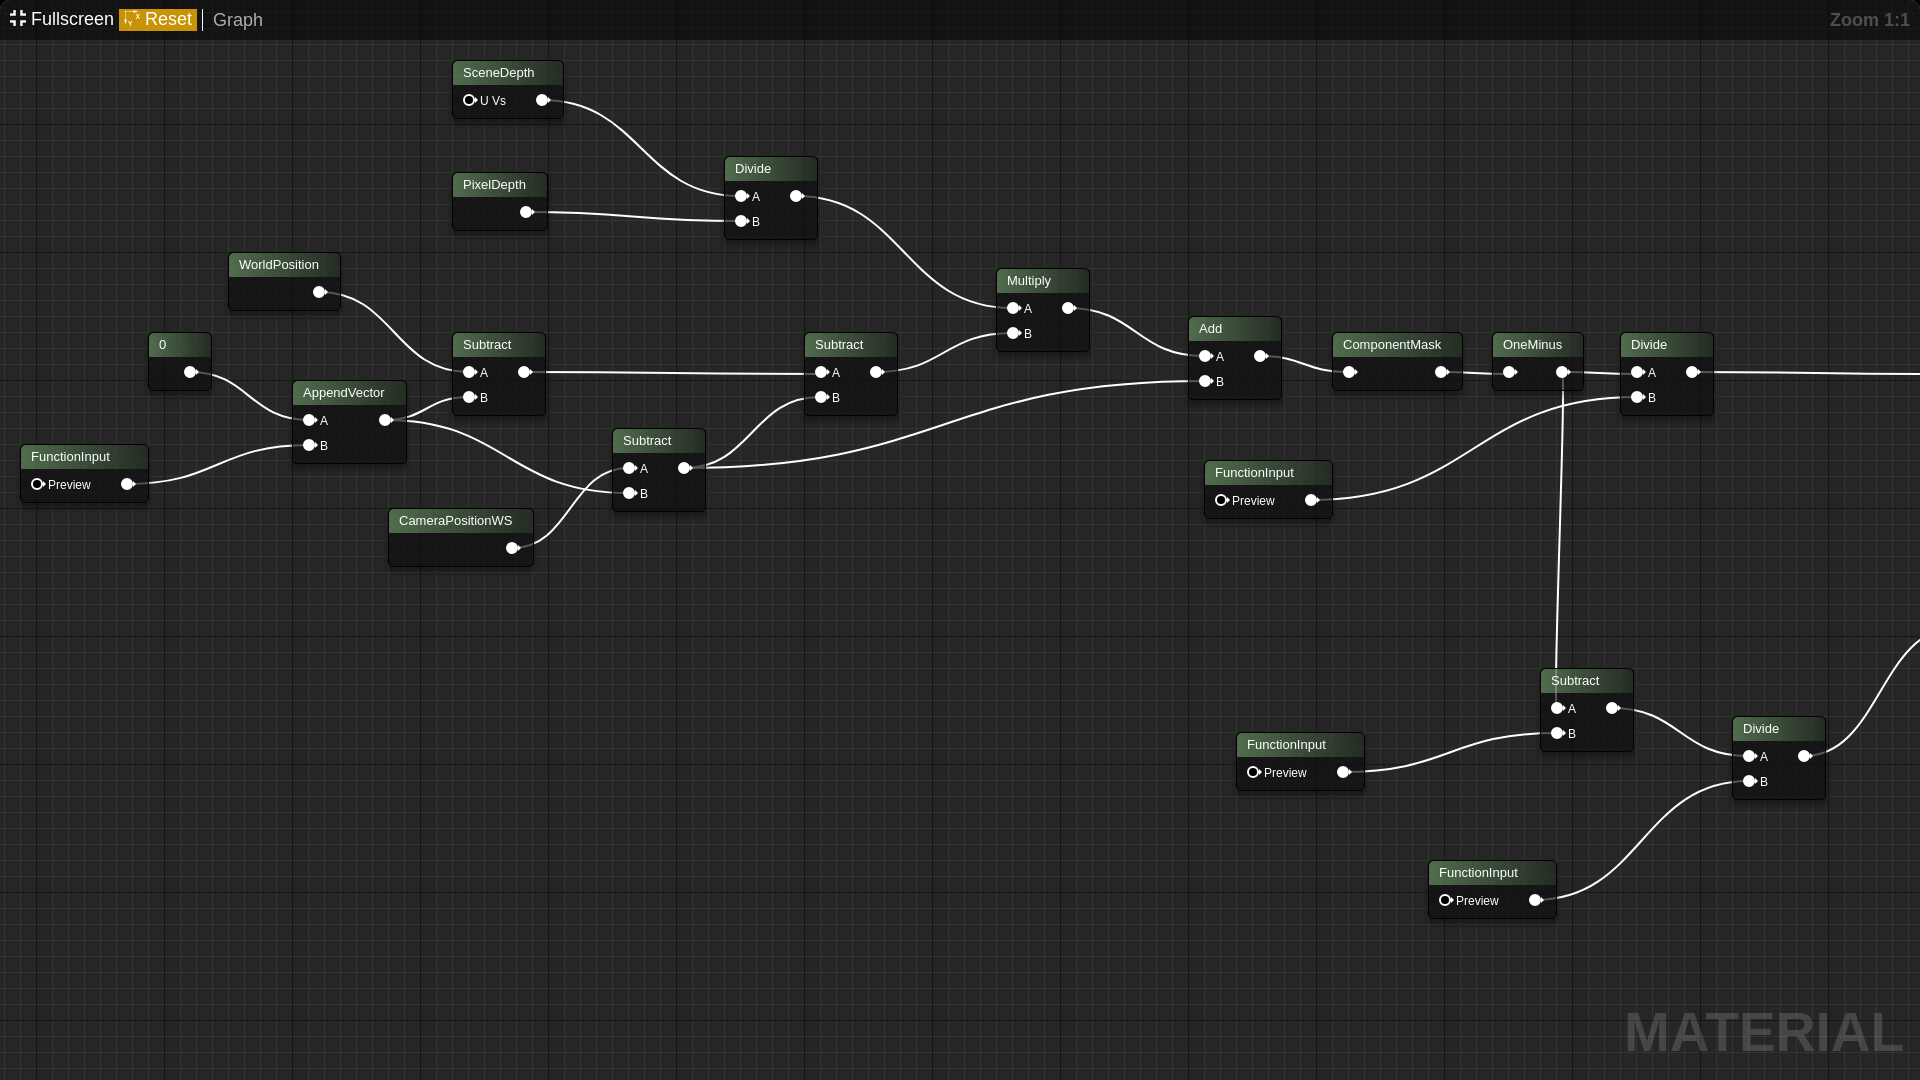 Fullscreen Reset Graph
Zoom 1:1
SceneDepth
U Vs
PixelDepth
Divide
A
B
WorldPosition
Multiply
A
B
0
AppendVector
A
B
Subtract
A
B
FunctionInput
Preview
Subtract
A
B
CameraPositionWS
Subtract
A
B
Add
A
B
ComponentMask
OneMinus
Divide
A
B
FunctionInput
Preview
Subtract
A
B
FunctionInput
Preview
Divide
A
B
FunctionInput
Preview
MATERIAL